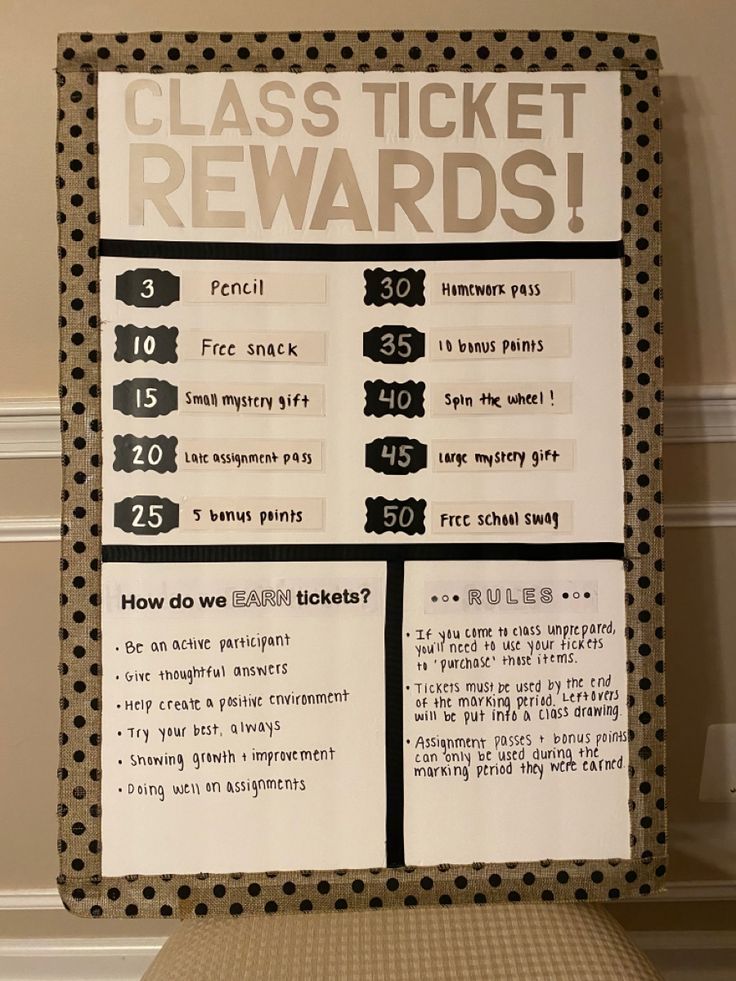 CLASS TICKET
REWARDS!
3 Pencil
10 Free snack
15 Small mystery gift
20 Late assignment pass
25 5 bonus points
30 Homework pass
35 10 bonus points
40 Spin the wheel!
45 Large mystery gift
50 Free school swag
How do we EARN tickets?
• Be an active participant
• Give thoughtful answers
• Help create a positive environment
• Try your best, always
• Showing growth + improvement
• Doing well on assignments
RULES
• If you come to class unprepared,
you'll need to use your tickets
to 'purchase' those items.
• Tickets must be used by the end
of the marking period. Leftovers
will be put into a class drawing.
• Assignment passes + bonus points
can only be used during the
marking period they were earned.